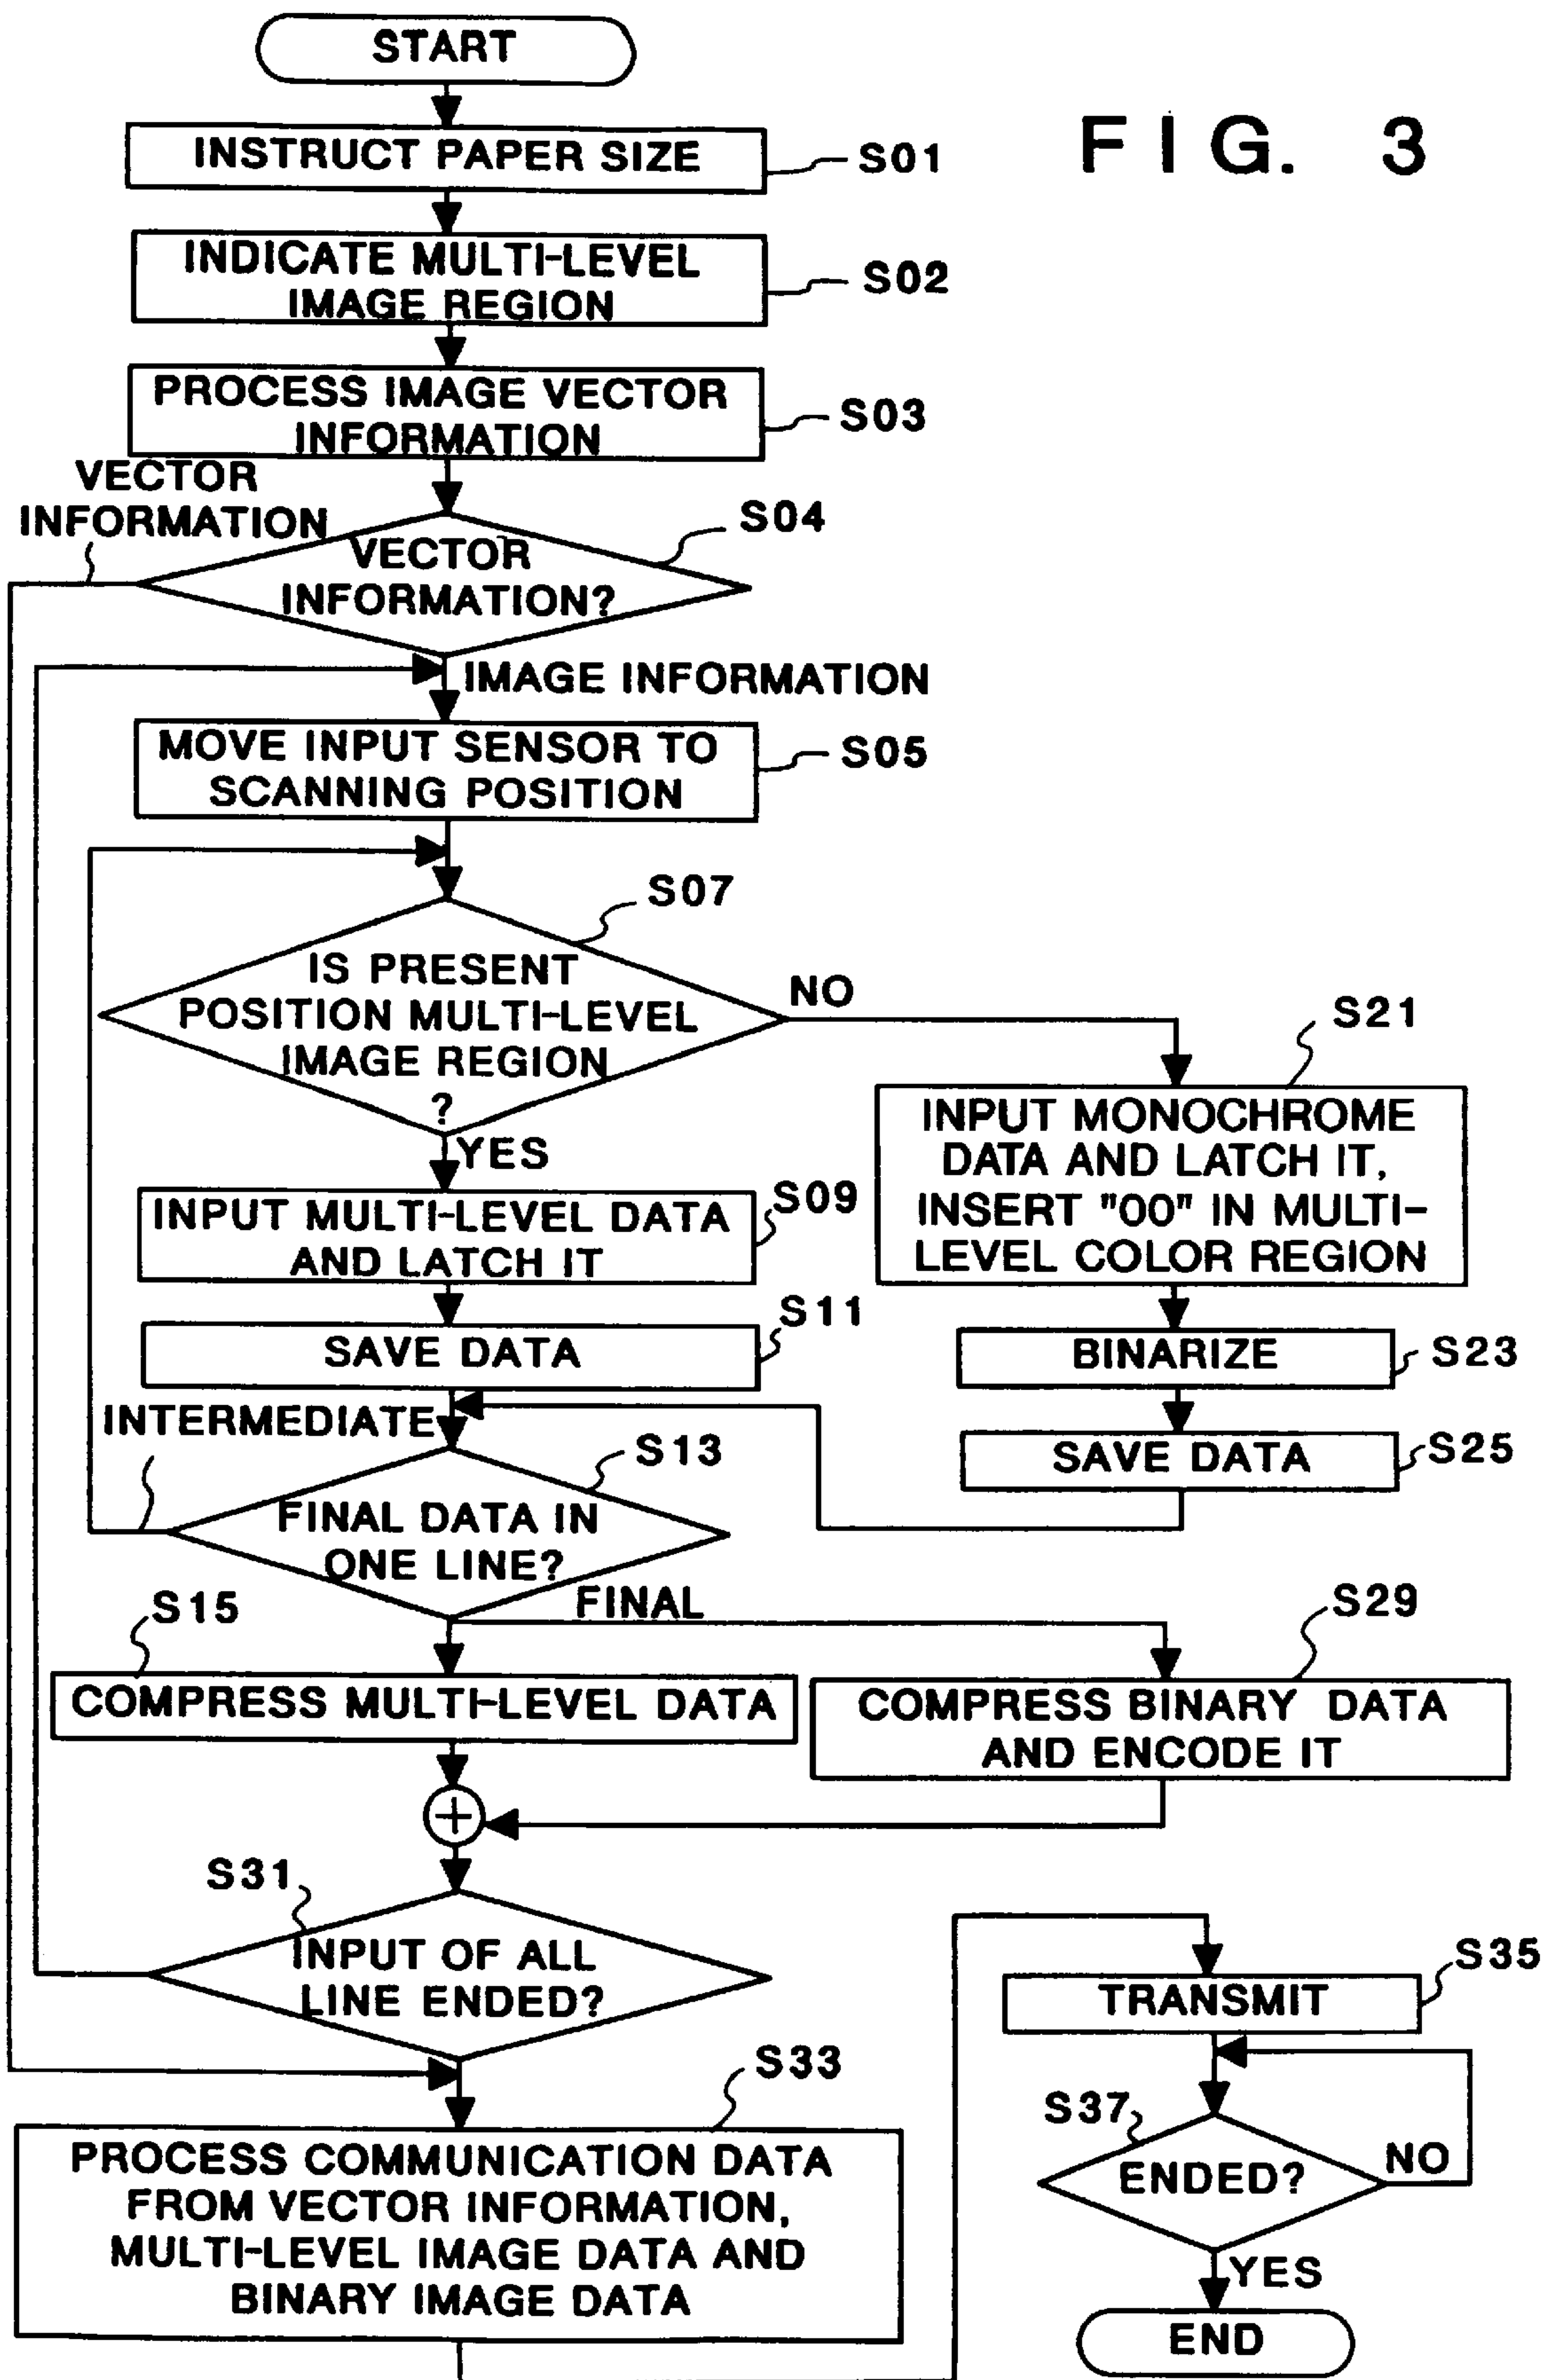 START
FIG. 3
INSTRUCT PAPER SIZE
S01
INDICATE MULTI-LEVEL
IMAGE REGION
S02
PROCESS IMAGE VECTOR
INFORMATION
S03
VECTOR
INFORMATION
S04
VECTOR
INFORMATION?
IMAGE INFORMATION
MOVE INPUT SENSOR TO
SCANNING POSITION
S05
S07
IS PRESENT
POSITION MULTI-LEVEL
IMAGE REGION
?
NO
YES
S21
INPUT MONOCHROME
DATA AND LATCH IT,
INSERT "00" IN MULTI-
LEVEL COLOR REGION
S09
INPUT MULTI-LEVEL DATA
AND LATCH IT
S11
SAVE DATA
BINARIZE
S23
SAVE DATA
S25
INTERMEDIATE
S13
FINAL DATA IN
ONE LINE?
FINAL
S15
COMPRESS MULTI-LEVEL DATA
S29
COMPRESS BINARY DATA
AND ENCODE IT
+
S31
INPUT OF ALL
LINE ENDED?
S33
PROCESS COMMUNICATION DATA
FROM VECTOR INFORMATION,
MULTI-LEVEL IMAGE DATA AND
BINARY IMAGE DATA
S35
TRANSMIT
S37
ENDED?
NO
YES
END